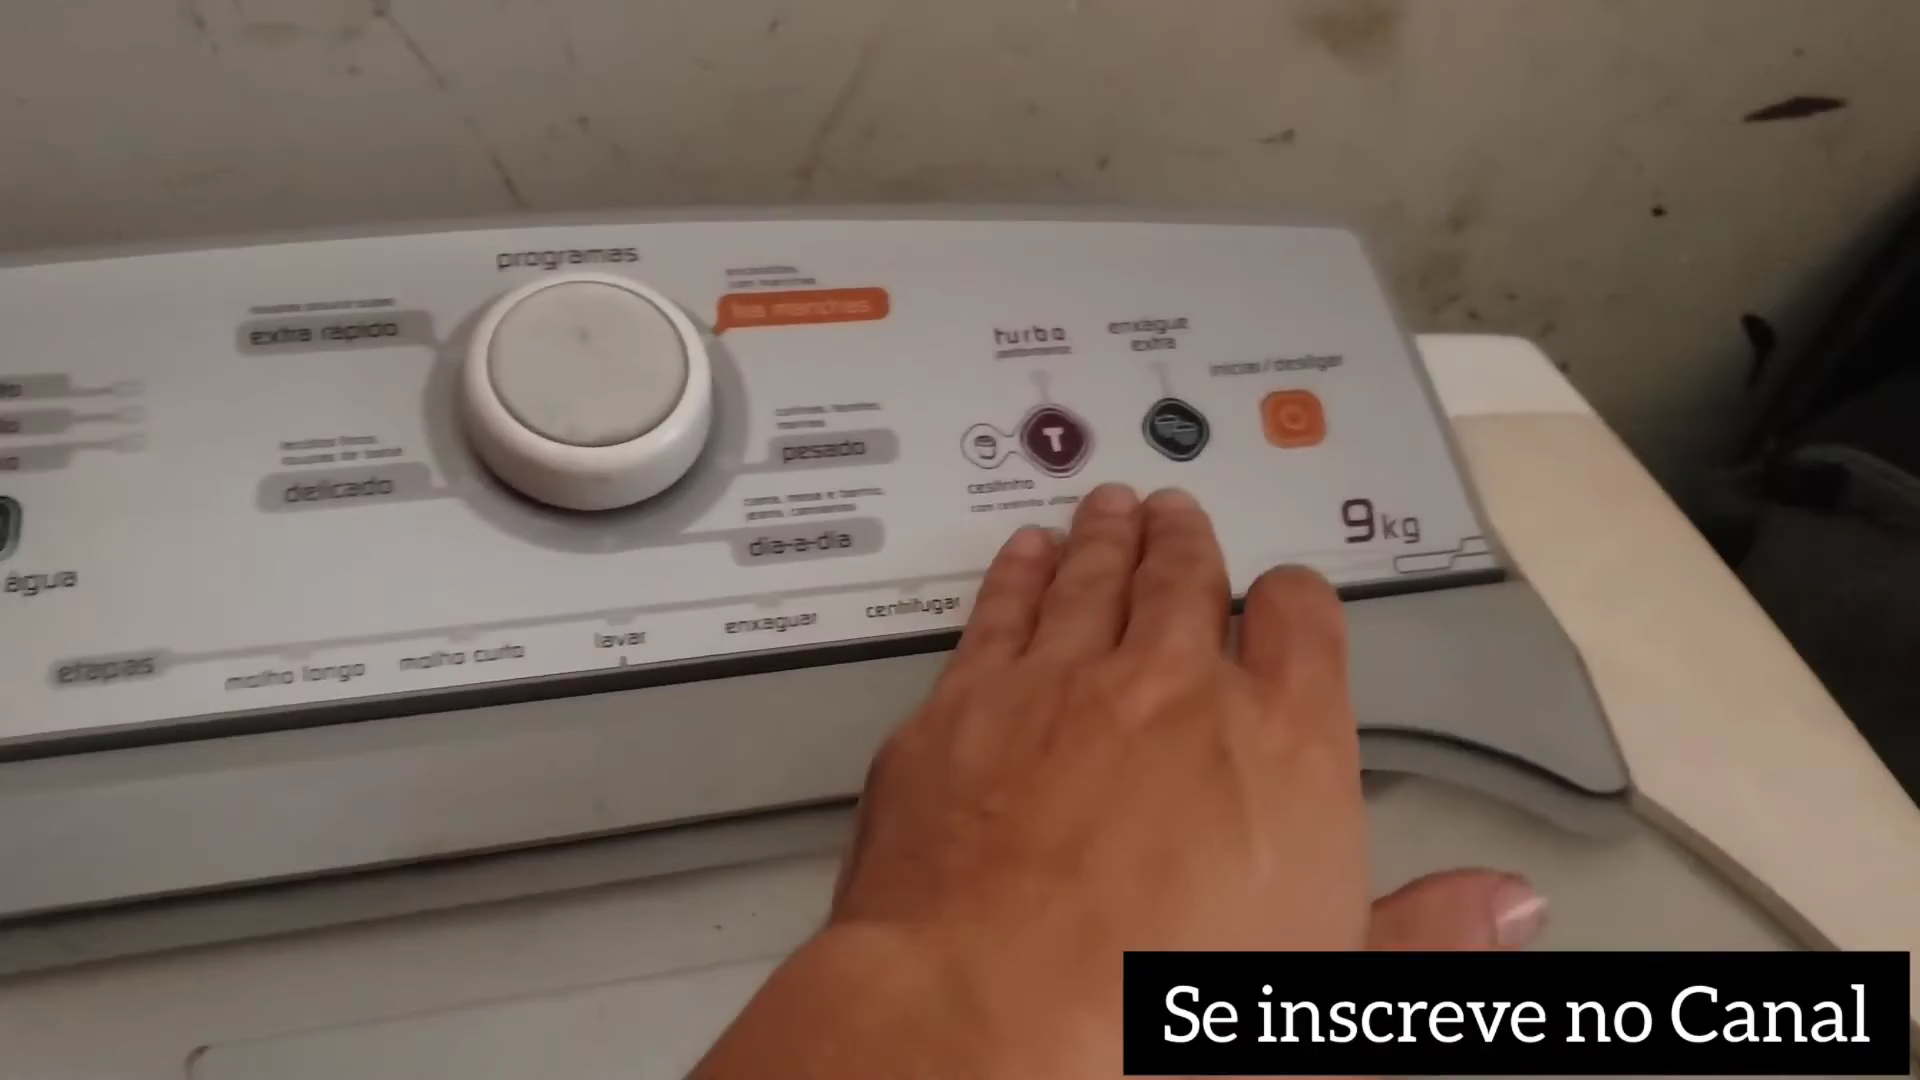 programas
extra rápido
tira manchas
pesado
delicado
dia-a-dia
turbo
performance
enxágue
extra
iniciar/desligar
T
cestinho
9kg
água
etapas
molho longo
molho curto
lavar
enxaguar
centrifugar
Se inscreve no Canal